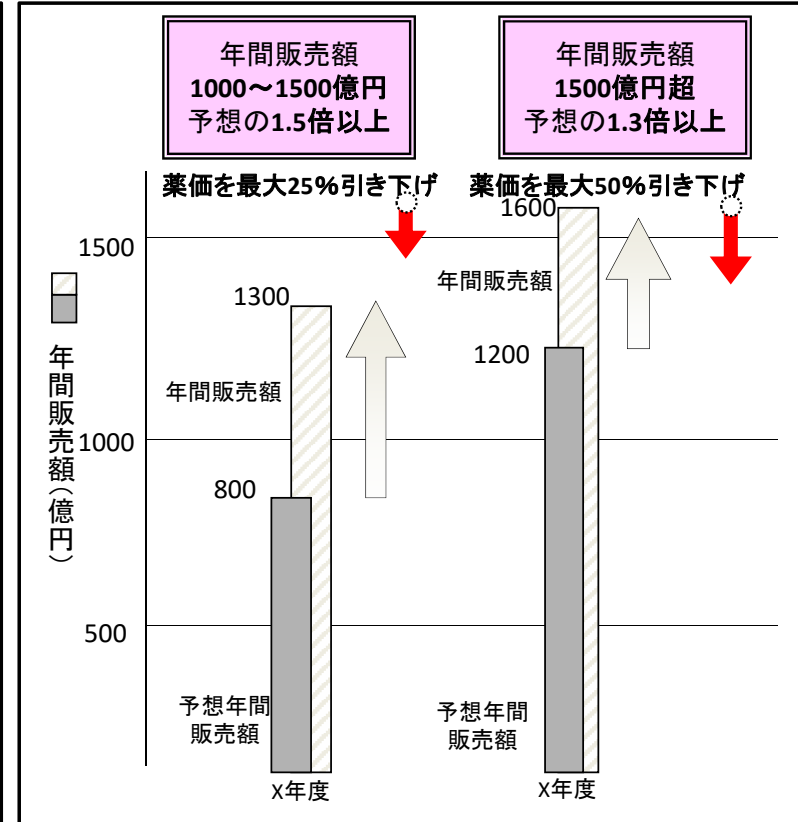 年間販売額
1000～1500億円
予想の1.5倍以上
年間販売額
1500億円超
予想の1.3倍以上
薬価を最大25%引き下げ
薬価を最大50%引き下げ
年間販売額（億円）
1500
1000
500
1300
年間販売額
800
予想年間
販売額
X年度
1600
年間販売額
1200
予想年間
販売額
X年度